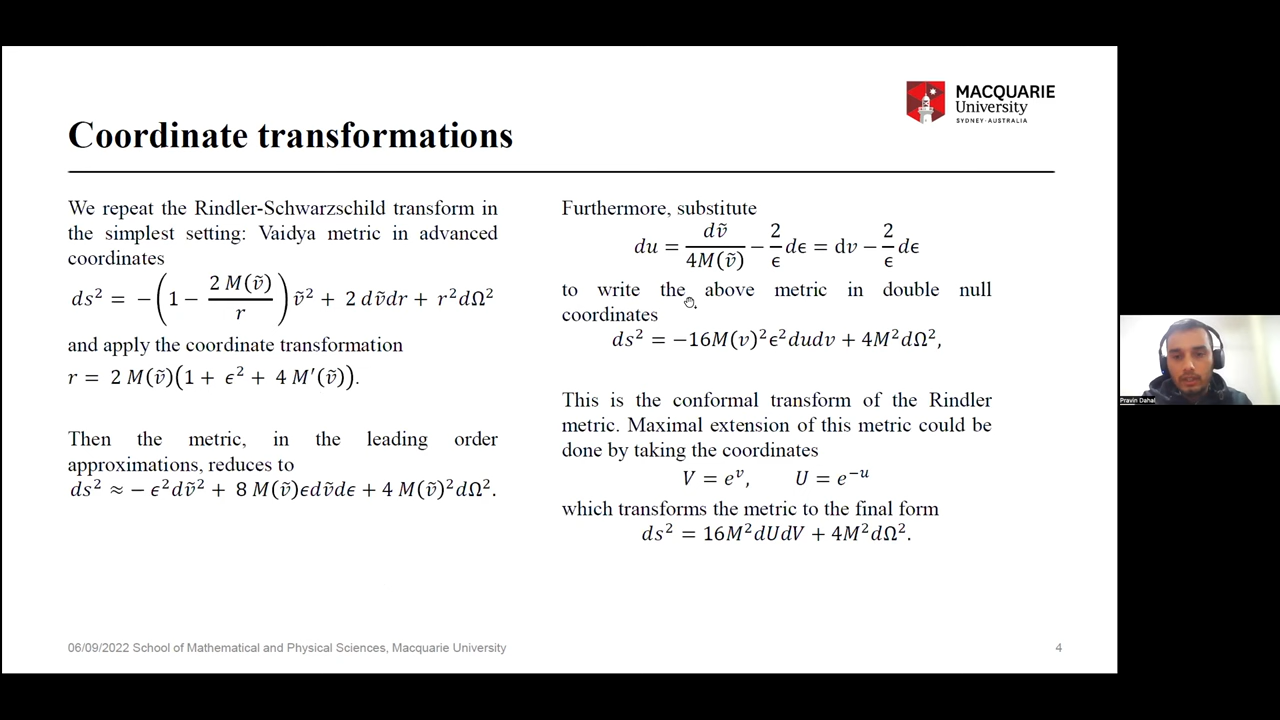 MACQUARIE
University
SYDNEY·AUSTRALIA
Coordinate transformations
We repeat the Rindler-Schwarzschild transform in
the simplest setting: Vaidya metric in advanced
coordinates
ds² = −(1 − 2 M(ṽ)/r) ṽ² + 2 dṽdr + r²dΩ²
and apply the coordinate transformation
r = 2 M(ṽ)(1 + ϵ² + 4 M′(ṽ)).
Then the metric, in the leading order
approximations, reduces to
ds² ≈ − ϵ²dṽ² + 8 M(ṽ)ϵdṽdϵ + 4 M(ṽ)²dΩ².
Furthermore, substitute
du = dṽ/4M(ṽ) − 2/ϵ dϵ = dv − 2/ϵ dϵ
to write the above metric in double null
coordinates
ds² = −16M(v)²ϵ²dudv + 4M²dΩ²,
This is the conformal transform of the Rindler
metric. Maximal extension of this metric could be
done by taking the coordinates
V = eᵛ, U = e⁻ᵘ
which transforms the metric to the final form
ds² = 16M²dUdV + 4M²dΩ².
06/09/2022 School of Mathematical and Physical Sciences, Macquarie University
4
Pravin Dahal